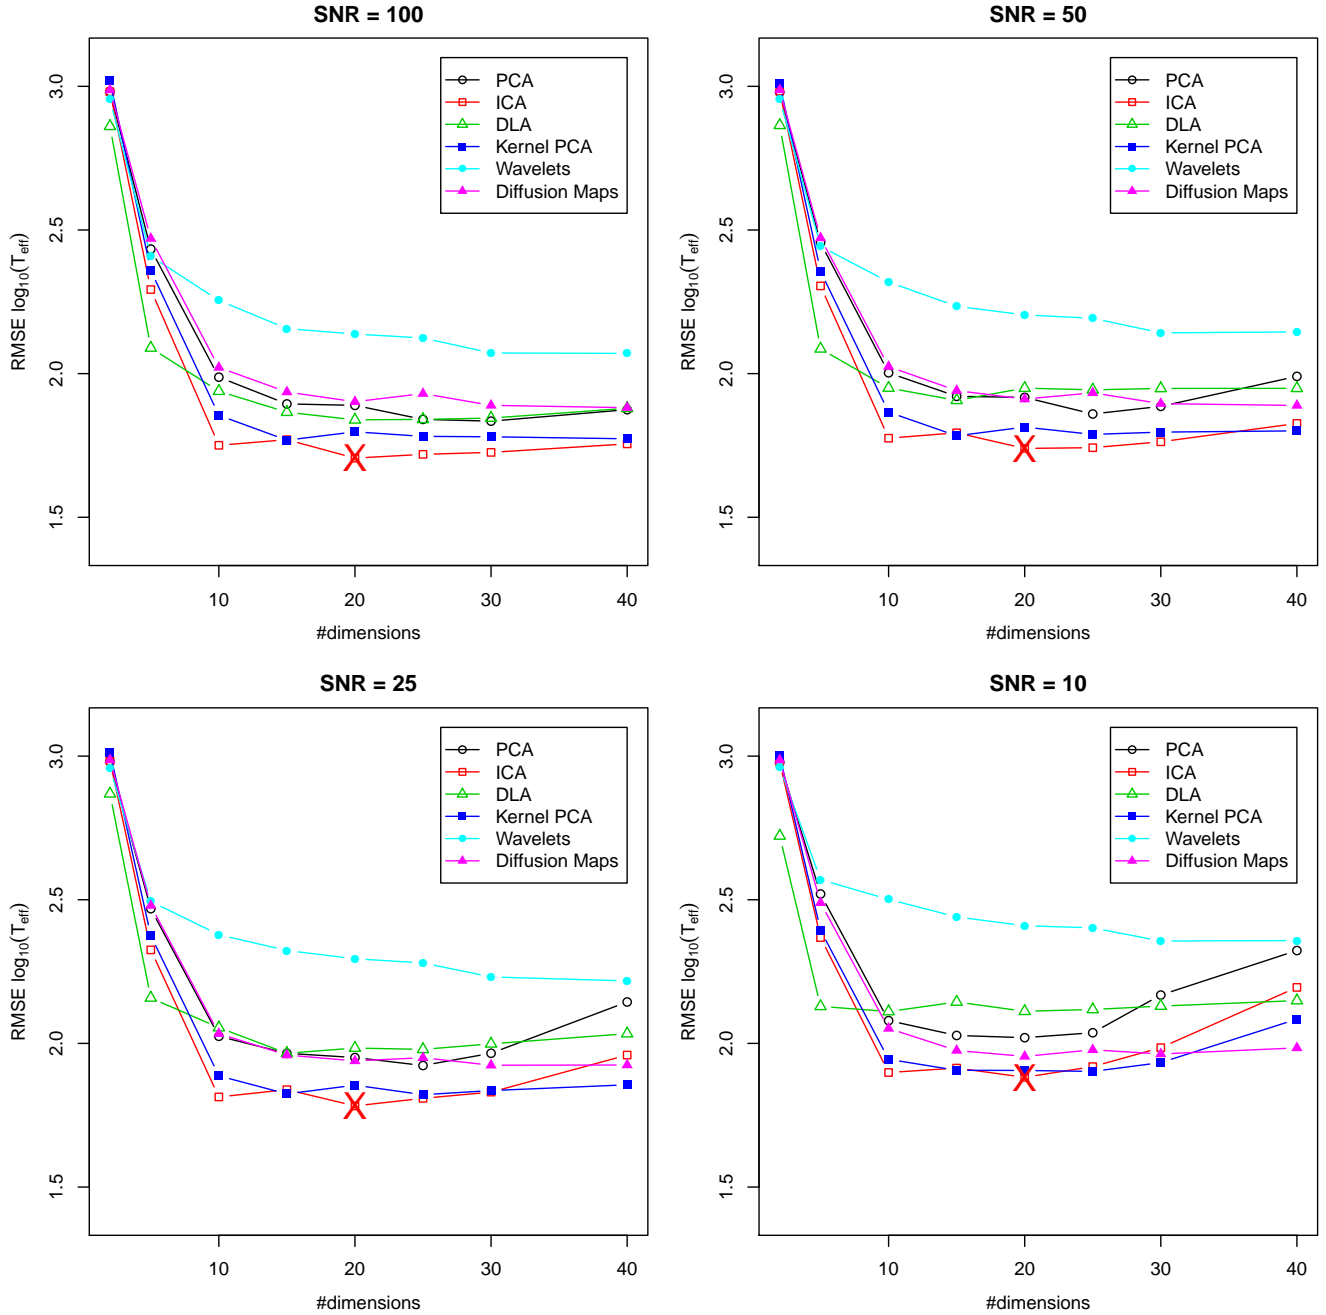 SNR = 100
RMSE log10(Teff)
3.0
2.5
2.0
1.5
PCA
ICA
DLA
Kernel PCA
Wavelets
Diffusion Maps
10 20 30 40
#dimensions
SNR = 50
RMSE log10(Teff)
3.0
2.5
2.0
1.5
PCA
ICA
DLA
Kernel PCA
Wavelets
Diffusion Maps
10 20 30 40
#dimensions
SNR = 25
RMSE log10(Teff)
3.0
2.5
2.0
1.5
PCA
ICA
DLA
Kernel PCA
Wavelets
Diffusion Maps
10 20 30 40
#dimensions
SNR = 10
RMSE log10(Teff)
3.0
2.5
2.0
1.5
PCA
ICA
DLA
Kernel PCA
Wavelets
Diffusion Maps
10 20 30 40
#dimensions